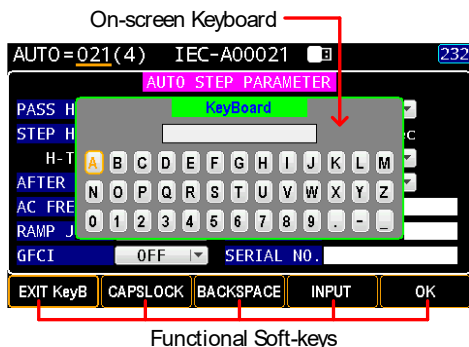 On-screen Keyboard
AUTO=021(4) IEC-A00021 232
AUTO STEP PARAMETER
KeyBoard
PASS H
STEP H
H-T
AFTER
AC FRE
RAMP J
A B C D E F G H I J K L M
N O P Q R S T U V W X Y Z
0 1 2 3 4 5 6 7 8 9 . - _
GFCI OFF SERIAL NO.
EXIT KeyB CAPSLOCK BACKSPACE INPUT OK
Functional Soft-keys